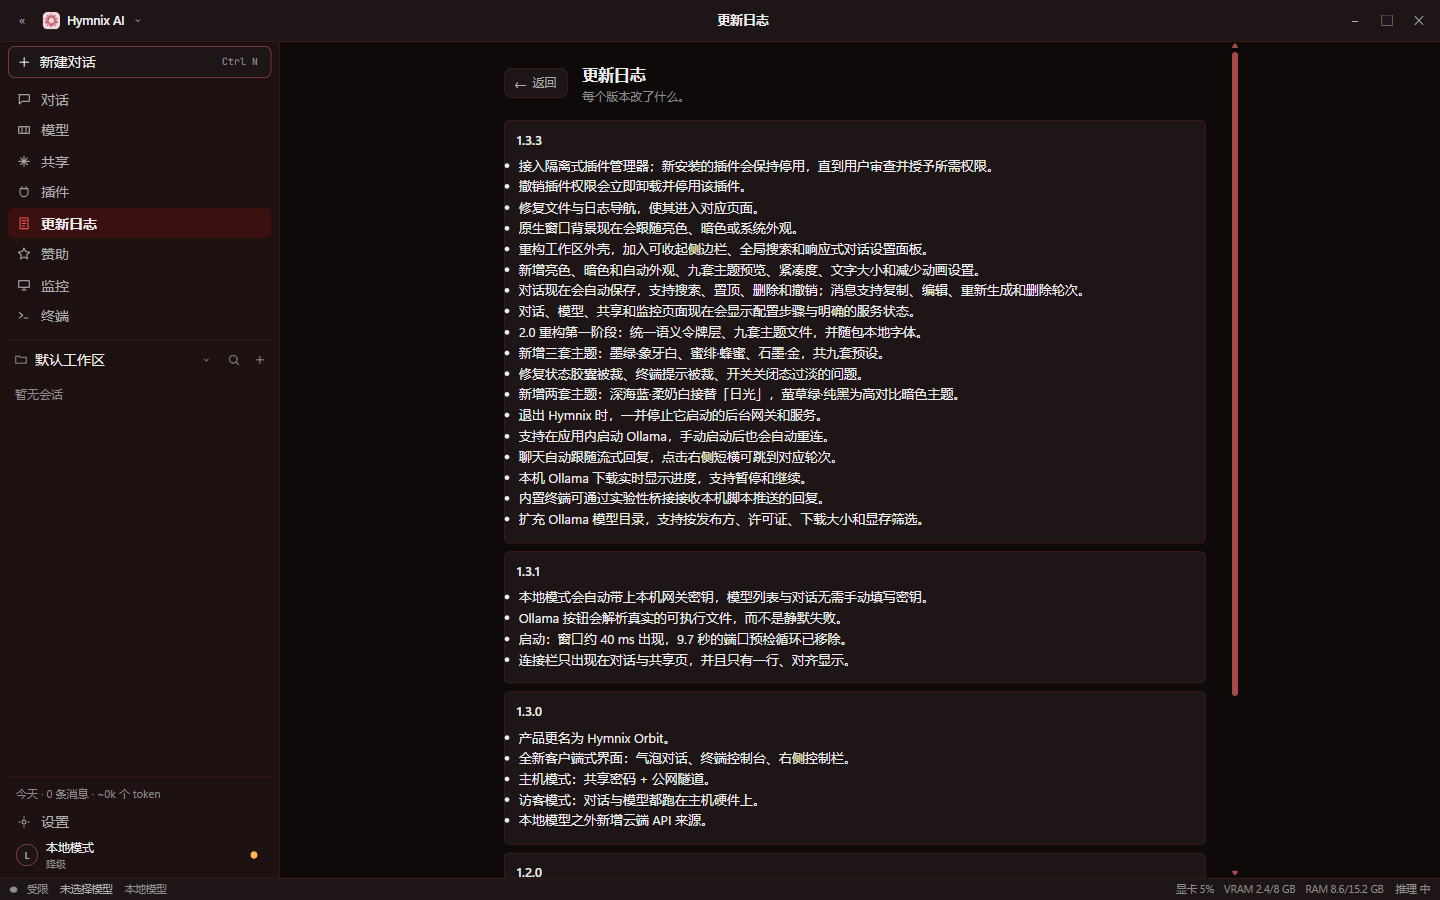 « Hymnix AI
更新日志
新建对话 Ctrl N
对话
模型
共享
插件
更新日志
赞助
监控
终端
默认工作区
暂无会话
今天 · 0 条消息 · ~0k 个 token
设置
L 本地模式
降级
← 返回
更新日志
每个版本改了什么。
1.3.3
• 接入隔离式插件管理器；新安装的插件会保持停用，直到用户审查并授予所需权限。
• 撤销插件权限会立即卸载并停用该插件。
• 修复文件与日志导航，使其进入对应页面。
• 原生窗口背景现在会跟随亮色、暗色或系统外观。
• 重构工作区外壳，加入可收起侧边栏、全局搜索和响应式对话设置面板。
• 新增亮色、暗色和自动外观、九套主题预览、紧凑度、文字大小和减少动画设置。
• 对话现在会自动保存，支持搜索、置顶、删除和撤销；消息支持复制、编辑、重新生成和删除轮次。
• 对话、模型、共享和监控页面现在会显示配置步骤与明确的服务状态。
• 2.0 重构第一阶段：统一语义令牌层、九套主题文件，并随包本地字体。
• 新增三套主题：墨绿·象牙白、蜜绯·蜂蜜、石墨·金，共九套预设。
• 修复状态胶囊被裁、终端提示被裁、开关关闭态过淡的问题。
• 新增两套主题：深海蓝·柔奶白接替「日光」，萤草绿·纯黑为高对比暗色主题。
• 退出 Hymnix 时，一并停止它启动的后台网关和服务。
• 支持在应用内启动 Ollama，手动启动后也会自动重连。
• 聊天自动跟随流式回复，点击右侧短横可跳到对应轮次。
• 本机 Ollama 下载实时显示进度，支持暂停和继续。
• 内置终端可通过实验性桥接接收本机脚本推送的回复。
• 扩充 Ollama 模型目录，支持按发布方、许可证、下载大小和显存筛选。
1.3.1
• 本地模式会自动带上本机网关密钥，模型列表与对话无需手动填写密钥。
• Ollama 按钮会解析真实的可执行文件，而不是静默失败。
• 启动：窗口约 40 ms 出现，9.7 秒的端口预检循环已移除。
• 连接栏只出现在对话与共享页，并且只有一行、对齐显示。
1.3.0
• 产品更名为 Hymnix Orbit。
• 全新客户端式界面：气泡对话、终端控制台、右侧控制栏。
• 主机模式：共享密码 + 公网隧道。
• 访客模式：对话与模型都跑在主机硬件上。
• 本地模型之外新增云端 API 来源。
1.2.0
受限 未选择模型 本地模型
显卡 5% VRAM 2.4/8 GB RAM 8.6/15.2 GB 推理 中